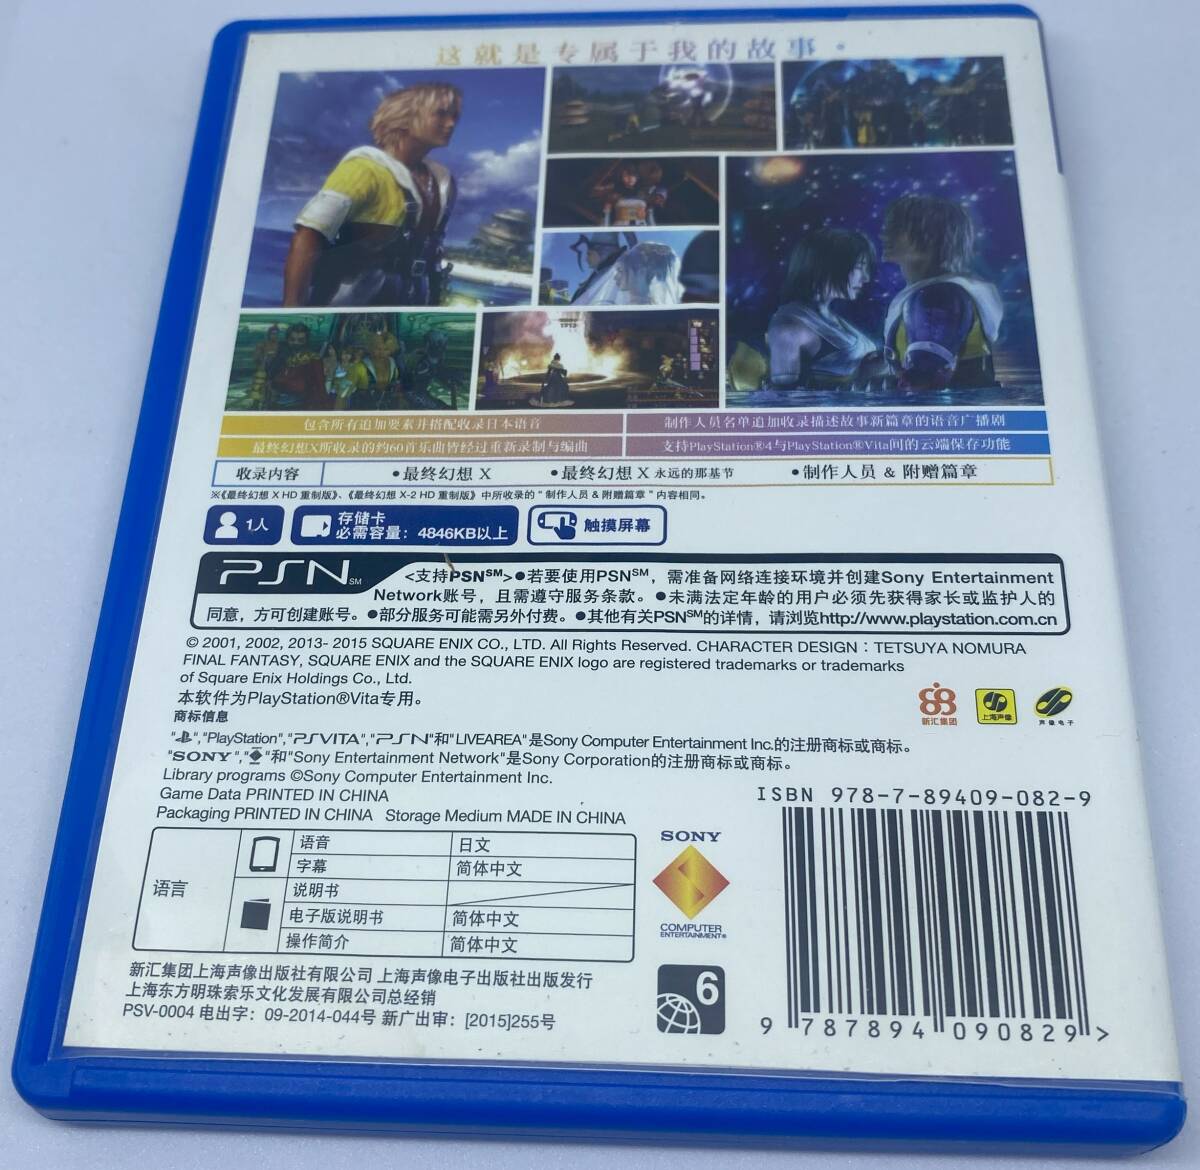 这就是专属于我的故事。
包含所有追加要素并搭配收录日本语音
制作人员名单追加收录描述故事新篇章的语音广播剧
最终幻想X所收录的约60首乐曲皆经过重新录制与编曲
支持PlayStation®4与PlayStation®Vita间的云端保存功能
收录内容 •最终幻想 X •最终幻想 X 永远的那基节 •制作人员 & 附赠篇章
※《最终幻想 X HD 重制版》、《最终幻想 X-2 HD 重制版》中所收录的“制作人员 & 附赠篇章”内容相同。
1人
存储卡
必需容量：4846KB以上
触摸屏幕
PSN SM
<支持PSN℠>●若要使用PSN℠，需准备网络连接环境并创建Sony Entertainment
Network账号，且需遵守服务条款。●未满法定年龄的用户必须先获得家长或监护人的
同意，方可创建账号。●部分服务可能需另外付费。●其他有关PSN℠的详情，请浏览http://www.playstation.com.cn
© 2001, 2002, 2013- 2015 SQUARE ENIX CO., LTD. All Rights Reserved. CHARACTER DESIGN：TETSUYA NOMURA
FINAL FANTASY, SQUARE ENIX and the SQUARE ENIX logo are registered trademarks or trademarks
of Square Enix Holdings Co., Ltd.
本软件为PlayStation®Vita专用。
商标信息
新汇集团
上海声像
声像电子
" ","PlayStation","PSVITA","PSN"和"LIVEAREA"是Sony Computer Entertainment Inc.的注册商标或商标。
"SONY"," "和"Sony Entertainment Network"是Sony Corporation的注册商标或商标。
Library programs ©Sony Computer Entertainment Inc.
Game Data PRINTED IN CHINA
Packaging PRINTED IN CHINA Storage Medium MADE IN CHINA
语言
语音 日文
字幕 简体中文
说明书
电子版说明书 简体中文
操作简介 简体中文
SONY
COMPUTER
ENTERTAINMENT®
6
ISBN 978-7-89409-082-9
9 787894 090829 >
新汇集团上海声像出版社有限公司 上海声像电子出版社出版发行
上海东方明珠索乐文化发展有限公司总经销
PSV-0004 电出字：09-2014-044号 新广出审：[2015]255号